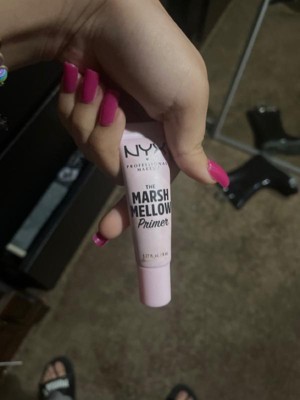 NYX
PROFESSIONAL
MAKEUP
THE
MARSH
MELLOW
Primer